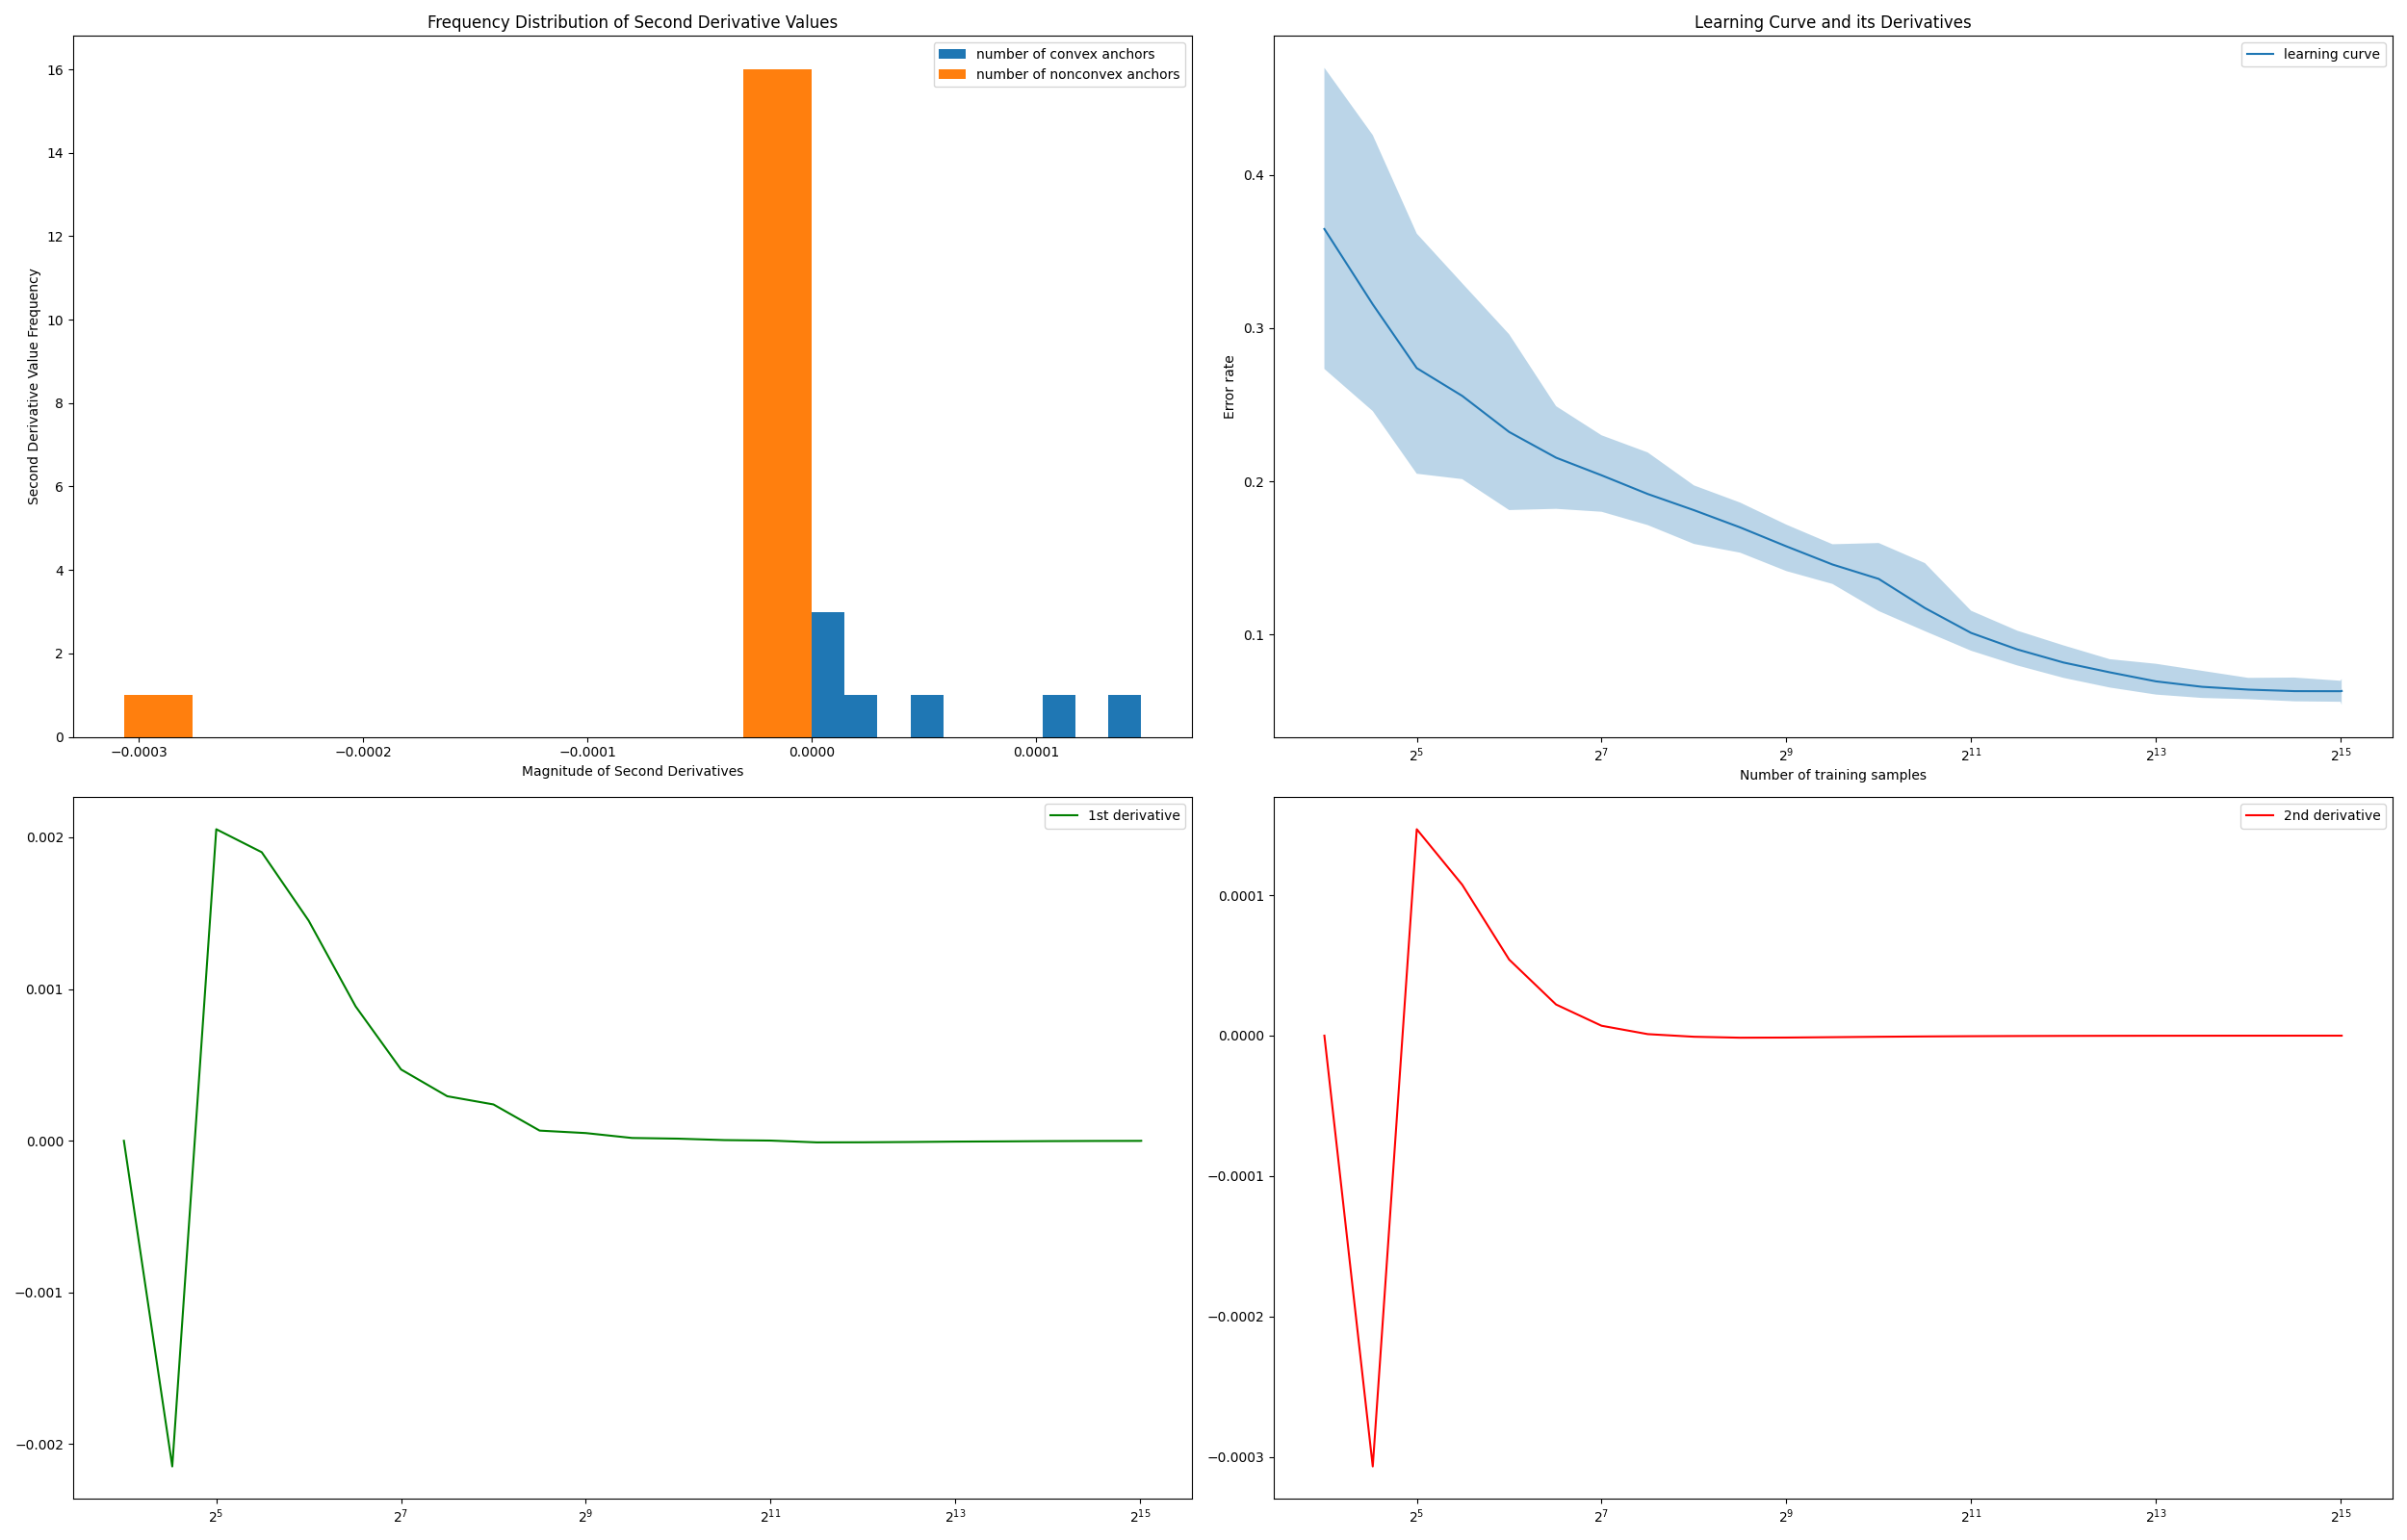 Frequency Distribution of Second Derivative Values
number of convex anchors
number of nonconvex anchors
Second Derivative Value Frequency
16
14
12
10
8
6
4
2
0
−0.0003 −0.0002 −0.0001 0.0000 0.0001
Magnitude of Second Derivatives
Learning Curve and its Derivatives
learning curve
Error rate
0.4
0.3
0.2
0.1
2^5 2^7 2^9 2^11 2^13 2^15
Number of training samples
1st derivative
0.002
0.001
0.000
−0.001
−0.002
2^5 2^7 2^9 2^11 2^13 2^15
2nd derivative
0.0001
0.0000
−0.0001
−0.0002
−0.0003
2^5 2^7 2^9 2^11 2^13 2^15